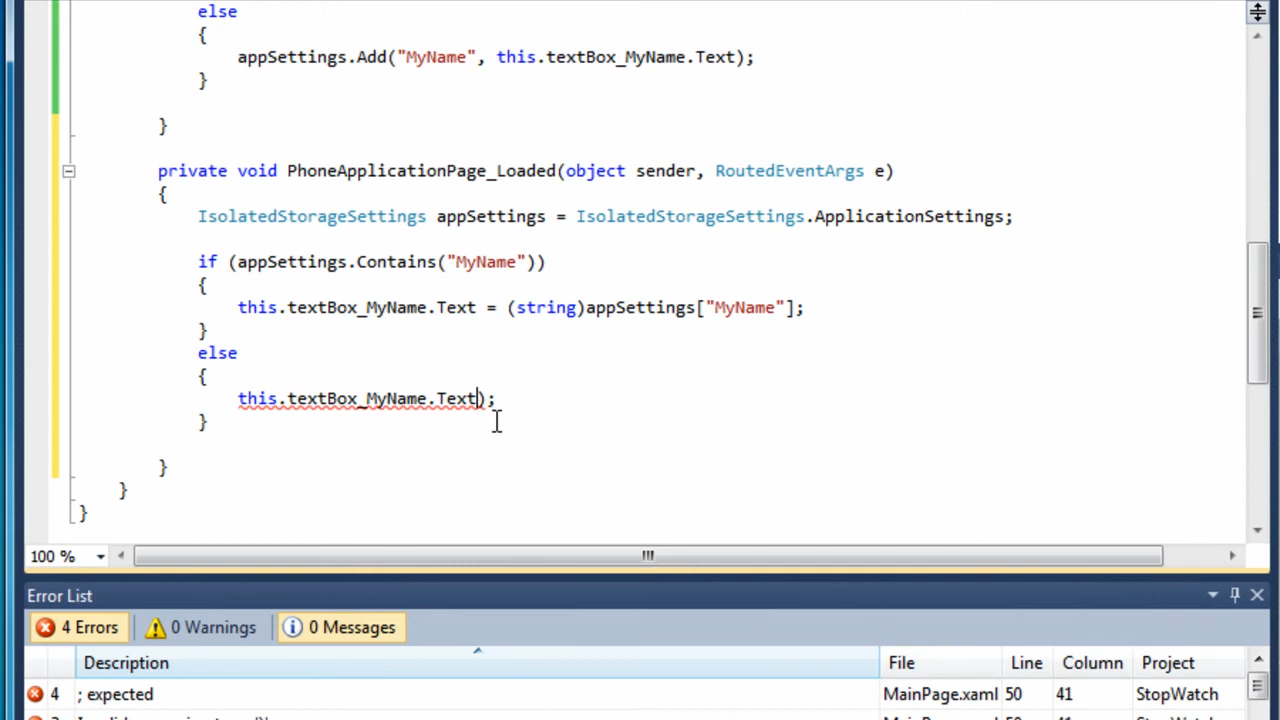 else
{
appSettings.Add("MyName", this.textBox_MyName.Text);
}
}
private void PhoneApplicationPage_Loaded(object sender, RoutedEventArgs e)
{
IsolatedStorageSettings appSettings = IsolatedStorageSettings.ApplicationSettings;
if (appSettings.Contains("MyName"))
{
this.textBox_MyName.Text = (string)appSettings["MyName"];
}
else
{
this.textBox_MyName.Text);
}
}
}
}
100 %
Error List
4 Errors 0 Warnings 0 Messages
Description File Line Column Project
4 ; expected MainPage.xaml 50 41 StopWatch